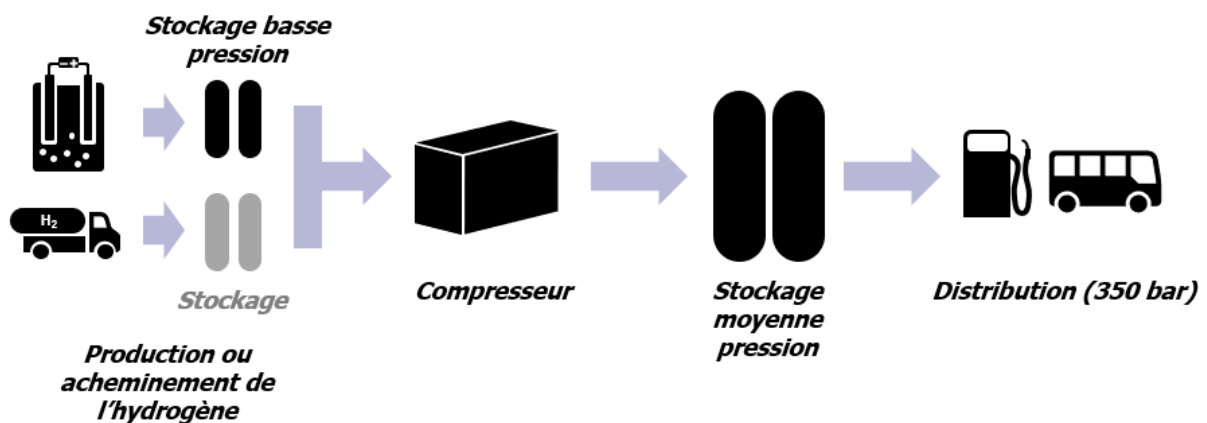 Stockage basse
pression
H₂
Stockage
Production ou
acheminement de
l'hydrogène
Compresseur
Stockage
moyenne
pression
Distribution (350 bar)